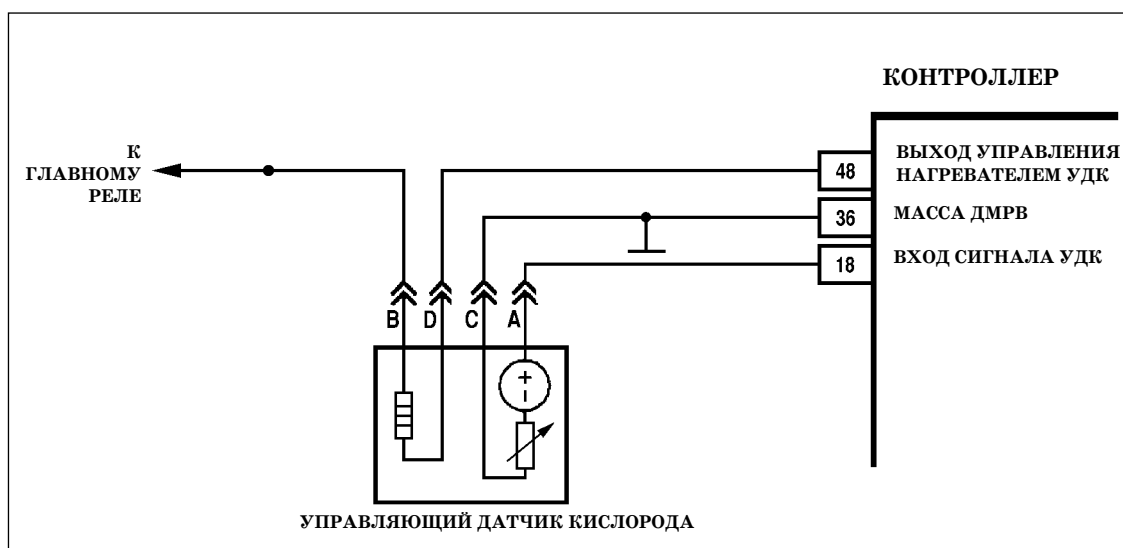 КОНТРОЛЛЕР
К
ГЛАВНОМУ
РЕЛЕ
48
ВЫХОД УПРАВЛЕНИЯ
НАГРЕВАТЕЛЕМ УДК
36
МАССА ДМРВ
18
ВХОД СИГНАЛА УДК
B D C A
УПРАВЛЯЮЩИЙ ДАТЧИК КИСЛОРОДА